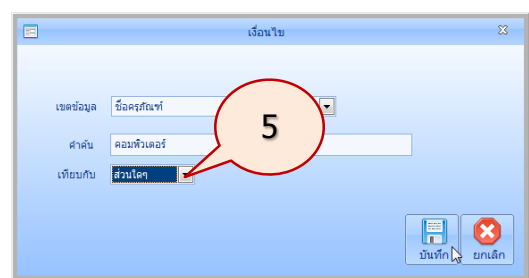 เงื่อนไข
เขตข้อมูล ชื่อครุภัณฑ์
5
คำค้น คอมพิวเตอร์
เทียบกับ ส่วนใดๆ
บันทึก ยกเลิก